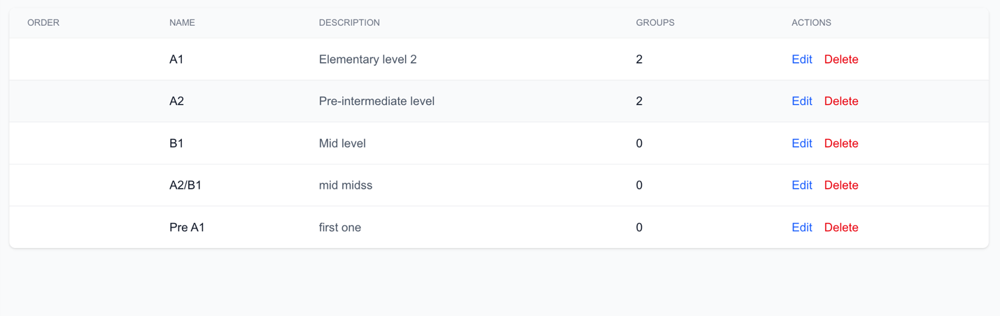 ORDER NAME DESCRIPTION GROUPS ACTIONS
A1 Elementary level 2 2 Edit Delete
A2 Pre-intermediate level 2 Edit Delete
B1 Mid level 0 Edit Delete
A2/B1 mid midss 0 Edit Delete
Pre A1 first one 0 Edit Delete